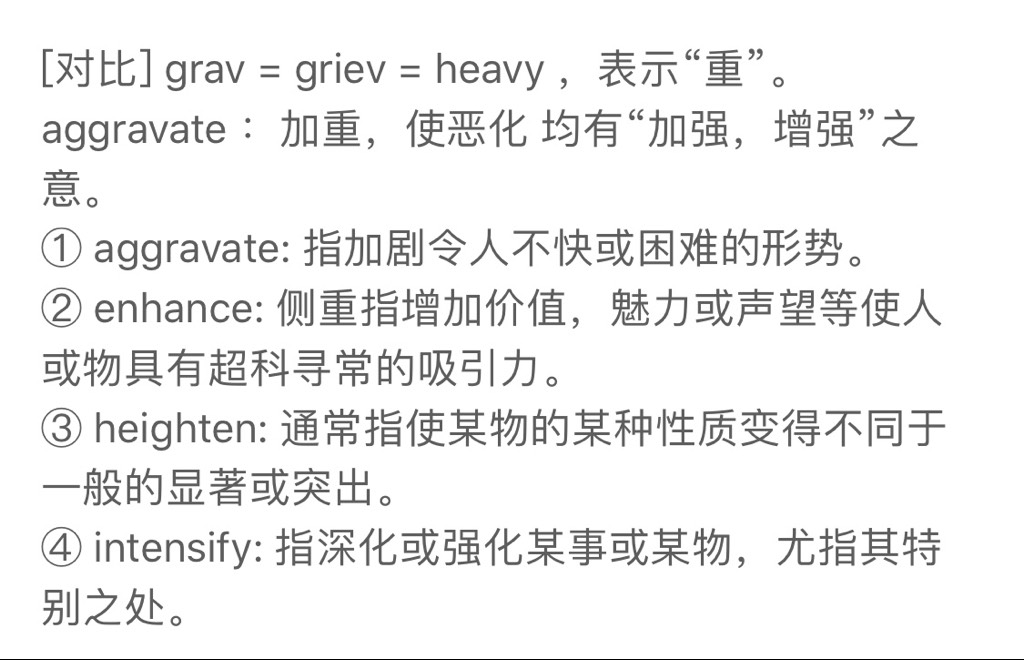 [对比] grav = griev = heavy ，表示“重”。
aggravate ： 加重，使恶化 均有“加强，增强”之
意。
① aggravate: 指加剧令人不快或困难的形势。
② enhance: 侧重指增加价值，魅力或声望等使人
或物具有超科寻常的吸引力。
③ heighten: 通常指使某物的某种性质变得不同于
一般的显著或突出。
④ intensify: 指深化或强化某事或某物，尤指其特
别之处。